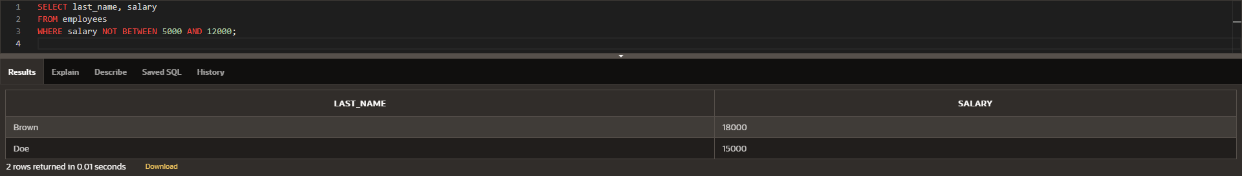 1 SELECT last_name, salary
2 FROM employees
3 WHERE salary NOT BETWEEN 5000 AND 12000;
4
Results Explain Describe Saved SQL History
LAST_NAME SALARY
Brown 18000
Doe 15000
2 rows returned in 0.01 seconds Download